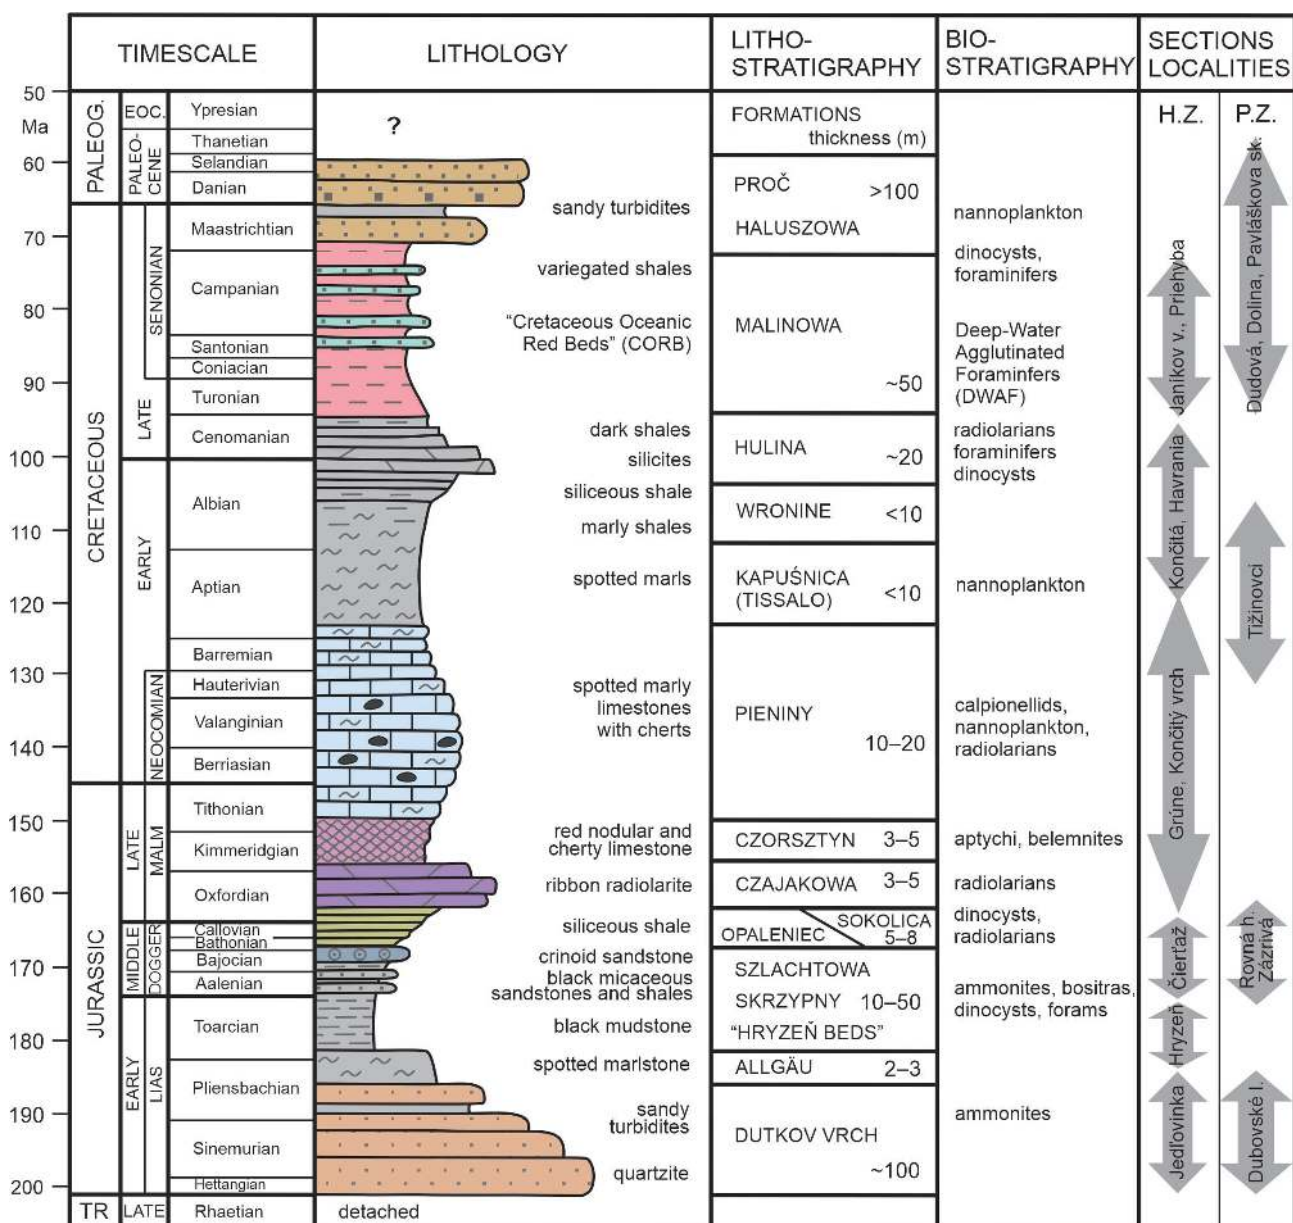 TIMESCALE
LITHOLOGY
LITHO-
STRATIGRAPHY
BIO-
STRATIGRAPHY
SECTIONS
LOCALITIES
50
Ma
60
70
80
90
100
110
120
130
140
150
160
170
180
190
200
PALEOG.
CRETACEOUS
JURASSIC
TR
EOC.
PALEO-
CENE
LATE
SENONIAN
EARLY
NEOCOMIAN
LATE
MALM
MIDDLE
DOGGER
EARLY
LIAS
LATE
Ypresian
Thanetian
Selandian
Danian
Maastrichtian
Campanian
Santonian
Coniacian
Turonian
Cenomanian
Albian
Aptian
Barremian
Hauterivian
Valanginian
Berriasian
Tithonian
Kimmeridgian
Oxfordian
Callovian
Bathonian
Bajocian
Aalenian
Toarcian
Pliensbachian
Sinemurian
Hettangian
Rhaetian
?
sandy turbidites
variegated shales
“Cretaceous Oceanic
Red Beds” (CORB)
dark shales
silicites
siliceous shale
marly shales
spotted marls
spotted marly
limestones
with cherts
red nodular and
cherty limestone
ribbon radiolarite
siliceous shale
crinoid sandstone
black micaceous
sandstones and shales
black mudstone
spotted marlstone
sandy
turbidites
quartzite
detached
FORMATIONS
thickness (m)
PROČ >100
HALUSZOWA
MALINOWA
~50
HULINA ~20
WRONINE <10
KAPUŚNICA
(TISSALO) <10
PIENINY
10–20
CZORSZTYN 3–5
CZAJAKOWA 3–5
SOKOLICA
OPALENIEC 5–8
SZLACHTOWA
SKRZYPNY 10–50
“HRYZEŇ BEDS”
ALLGÄU 2–3
DUTKOV VRCH
~100
nannoplankton
dinocysts,
foraminifers
Deep-Water
Agglutinated
Foraminfers
(DWAF)
radiolarians
foraminifers
dinocysts
nannoplankton
calpionellids,
nannoplankton,
radiolarians
aptychi, belemnites
radiolarians
dinocysts,
radiolarians
ammonites, bositras,
dinocysts, forams
ammonites
H.Z.
Janíkov v., Priehyba
Končitá, Havrania
Grúne, Končitý vrch
Čierťaž
Hryzeň
Jedľovinka
P.Z.
Dudová, Dolina, Pavláškova sk.
Tižinovci
Rovná h.
Zázrivá
Dubovské l.